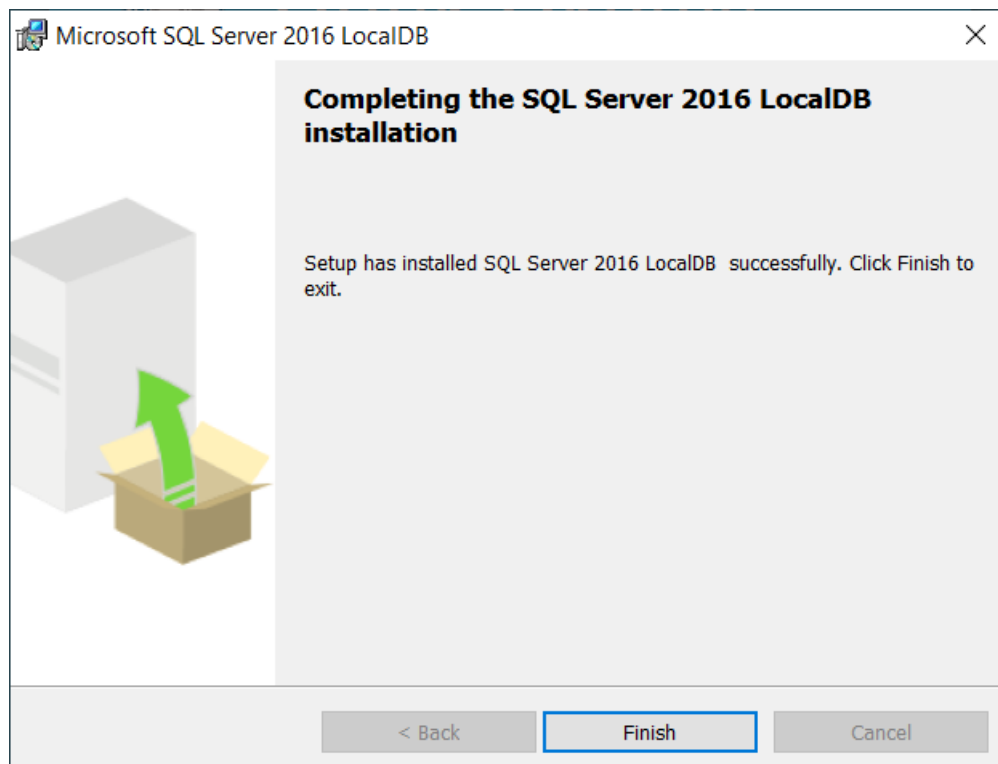 Microsoft SQL Server 2016 LocalDB
Completing the SQL Server 2016 LocalDB
installation
Setup has installed SQL Server 2016 LocalDB  successfully. Click Finish to
exit.
< Back
Finish
Cancel